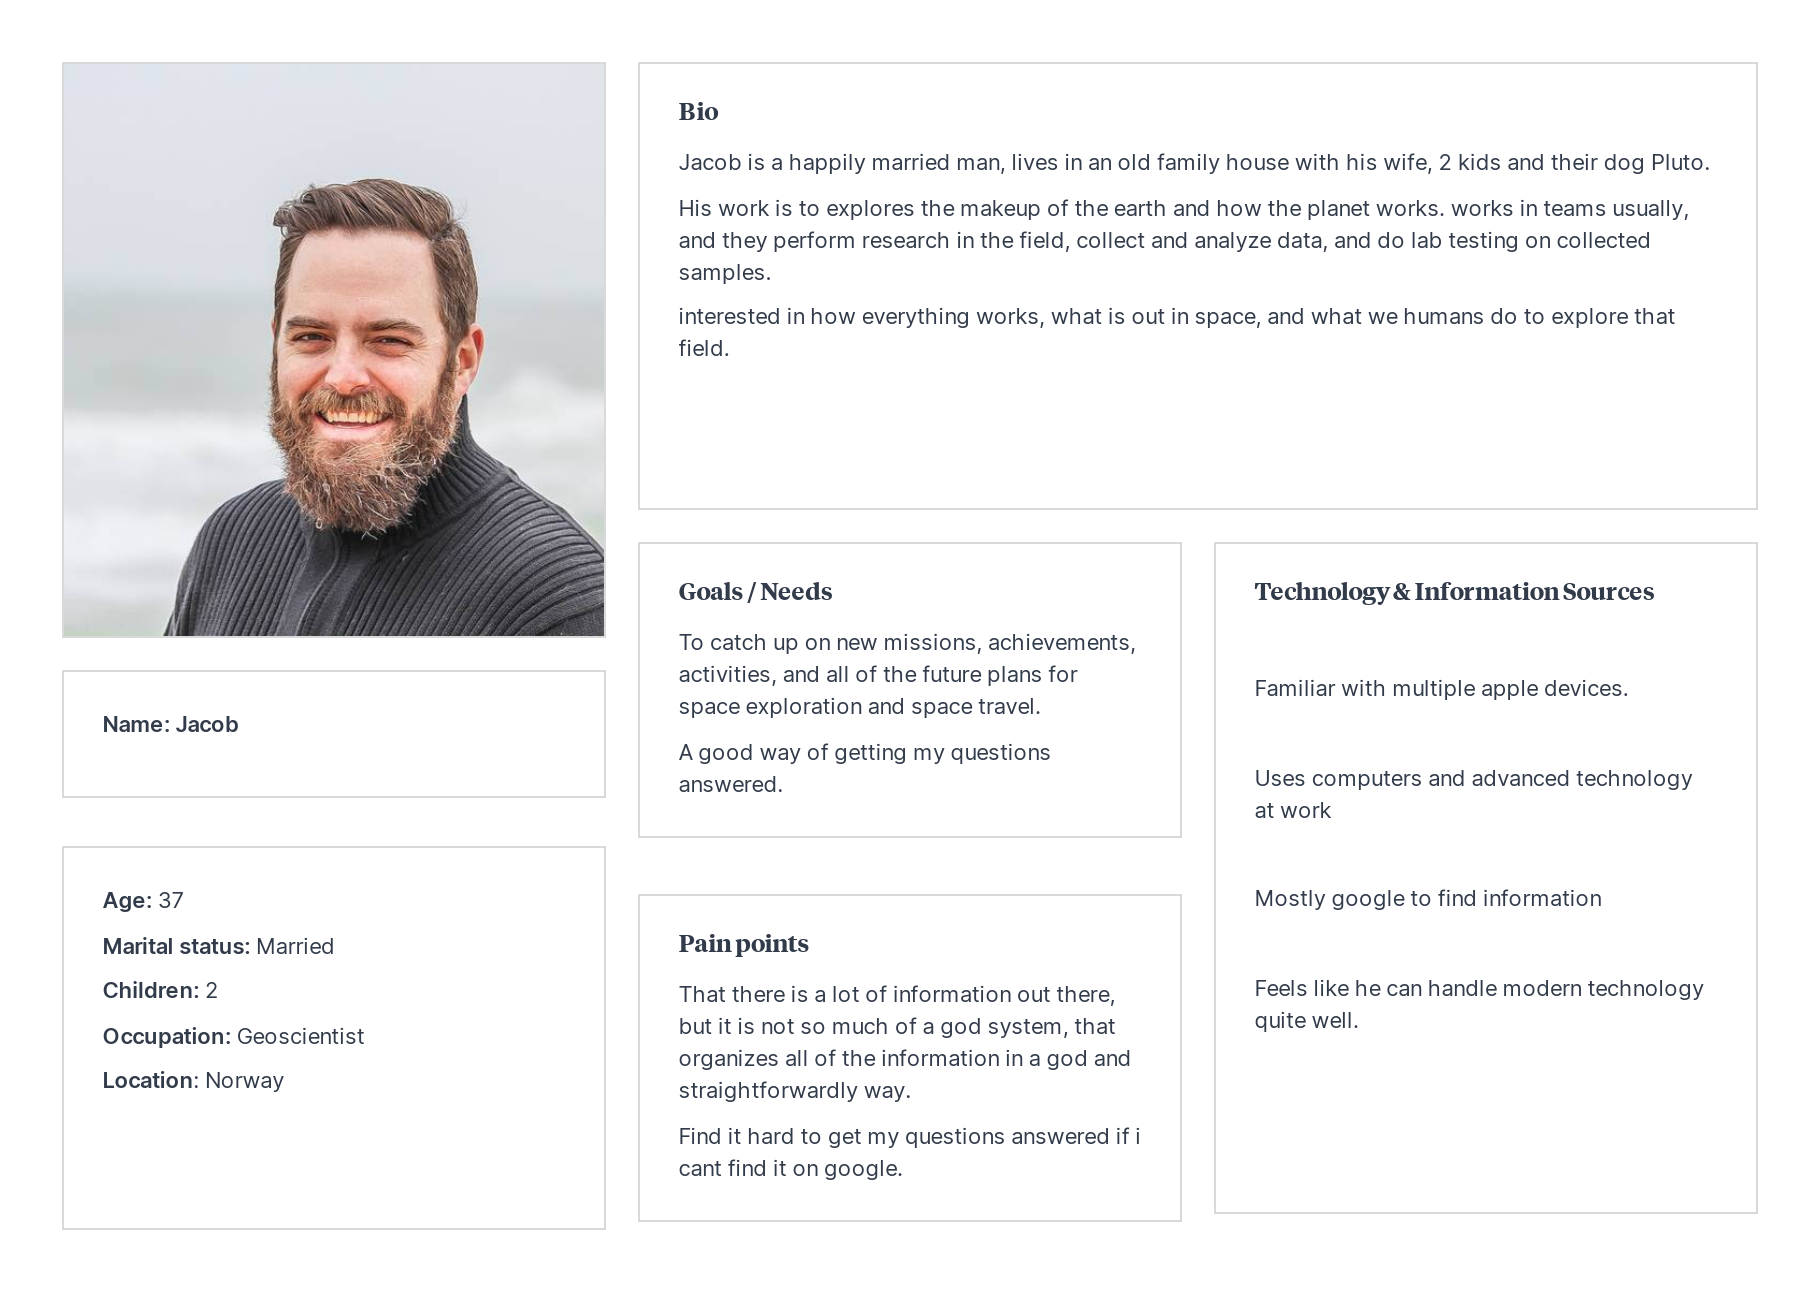 Bio
Jacob is a happily married man, lives in an old family house with his wife, 2 kids and their dog Pluto.
His work is to explores the makeup of the earth and how the planet works. works in teams usually,
and they perform research in the field, collect and analyze data, and do lab testing on collected
samples.
interested in how everything works, what is out in space, and what we humans do to explore that
field.
Name: Jacob
Age: 37
Marital status: Married
Children: 2
Occupation: Geoscientist
Location: Norway
Goals / Needs
To catch up on new missions, achievements,
activities, and all of the future plans for
space exploration and space travel.
A good way of getting my questions
answered.
Pain points
That there is a lot of information out there,
but it is not so much of a god system, that
organizes all of the information in a god and
straightforwardly way.
Find it hard to get my questions answered if i
cant find it on google.
Technology & Information Sources
Familiar with multiple apple devices.
Uses computers and advanced technology
at work
Mostly google to find information
Feels like he can handle modern technology
quite well.